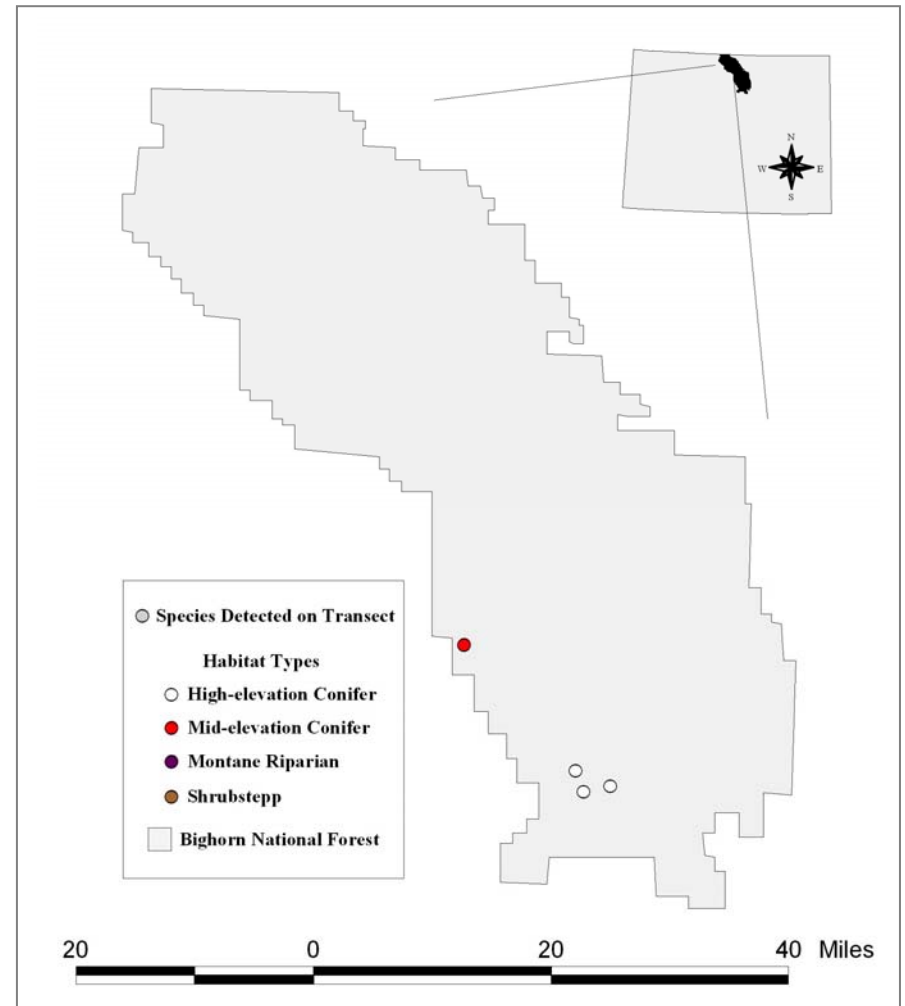 N
W E
S
Species Detected on Transect
Habitat Types
High-elevation Conifer
Mid-elevation Conifer
Montane Riparian
Shrubstepp
Bighorn National Forest
20 0 20 40 Miles